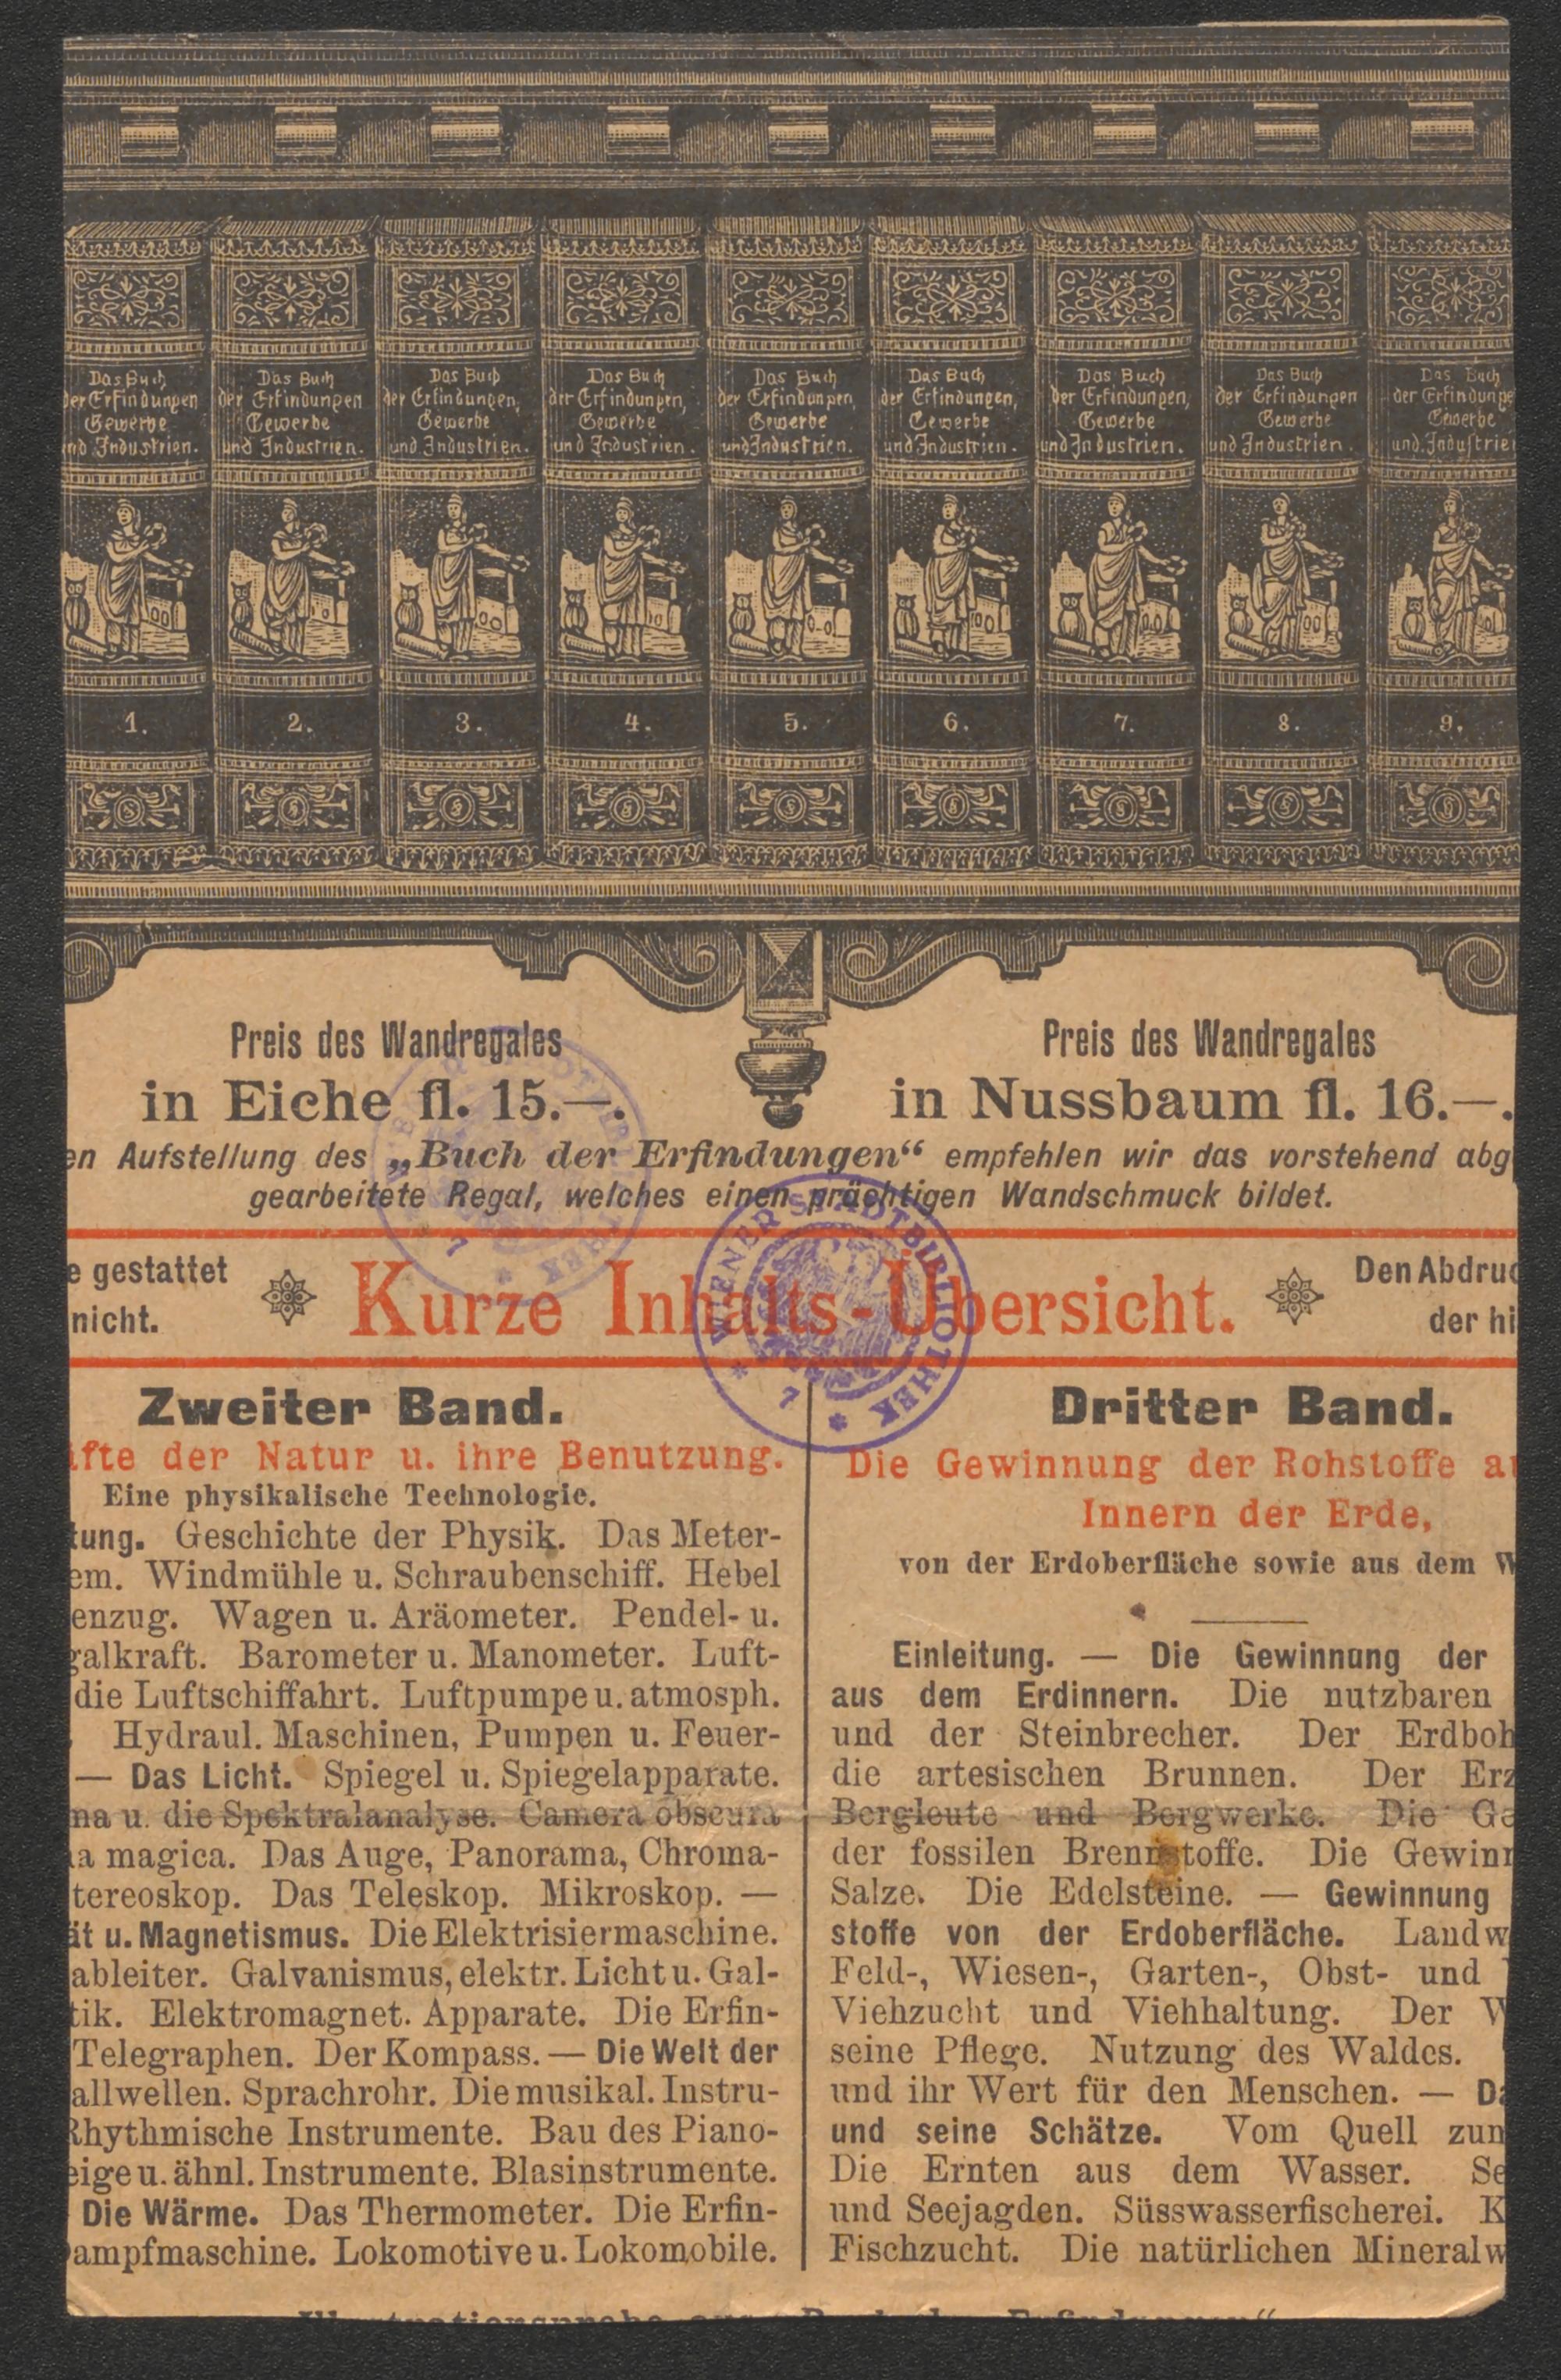 Das Buch
der Erfindungen
Gewerbe
und Industrien.
1.
Das Buch
der Erfindungen
Gewerbe
und Industrien.
2.
Das Buch
der Erfindungen,
Gewerbe
und Industrien.
3.
Das Buch
der Erfindungen,
Gewerbe
und Industrien.
4.
Das Buch
der Erfindungen,
Gewerbe
und Industrien.
5.
Das Buch
der Erfindungen,
Gewerbe
und Industrien.
6.
Das Buch
der Erfindungen,
Gewerbe
und Industrien.
7.
Das Buch
der Erfindungen
Gewerbe
und Industrien.
8.
Das Buch
der Erfindunge
Gewerbe
und Industrie
9.
Preis des Wandregales
in Eiche fl. 15.—.
Preis des Wandregales
in Nussbaum fl. 16.—.
en Aufstellung des „Buch der Erfindungen“ empfehlen wir das vorstehend abg
gearbeitete Regal, welches einen prächtigen Wandschmuck bildet.
e gestattet
nicht.
Kurze Inhalts-Übersicht.
Den Abdruc
der hi
WIENER STADTBIBLIOTHEK
7
Zweiter Band.
äfte der Natur u. ihre Benutzung.
Eine physikalische Technologie.
tung. Geschichte der Physik. Das Meter-
em. Windmühle u. Schraubenschiff. Hebel
enzug. Wagen u. Aräometer. Pendel- u.
galkraft. Barometer u. Manometer. Luft-
die Luftschiffahrt. Luftpumpe u. atmosph.
Hydraul. Maschinen, Pumpen u. Feuer-
— Das Licht. Spiegel u. Spiegelapparate.
na u. die Spektralanalyse. Camera obscura
a magica. Das Auge, Panorama, Chroma-
tereoskop. Das Teleskop. Mikroskop. —
ät u. Magnetismus. Die Elektrisiermaschine.
ableiter. Galvanismus, elektr. Licht u. Gal-
tik. Elektromagnet. Apparate. Die Erfin-
Telegraphen. Der Kompass. — Die Welt der
allwellen. Sprachrohr. Die musikal. Instru-
Rhythmische Instrumente. Bau des Piano-
eige u. ähnl. Instrumente. Blasinstrumente.
Die Wärme. Das Thermometer. Die Erfin-
ampfmaschine. Lokomotive u. Lokomobile.
Dritter Band.
Die Gewinnung der Rohstoffe a
Innern der Erde,
von der Erdoberfläche sowie aus dem W
Einleitung. — Die Gewinnung der
aus dem Erdinnern. Die nutzbaren
und der Steinbrecher. Der Erdboh
die artesischen Brunnen. Der Erz
Bergleute und Bergwerke. Die Ge
der fossilen Brennstoffe. Die Gewinn
Salze. Die Edelsteine. — Gewinnung
stoffe von der Erdoberfläche. Landw
Feld-, Wiesen-, Garten-, Obst- und
Viehzucht und Viehhaltung. Der W
seine Pflege. Nutzung des Waldes.
und ihr Wert für den Menschen. — Da
und seine Schätze. Vom Quell zum
Die Ernten aus dem Wasser. Se
und Seejagden. Süsswasserfischerei. K
Fischzucht. Die natürlichen Mineralw